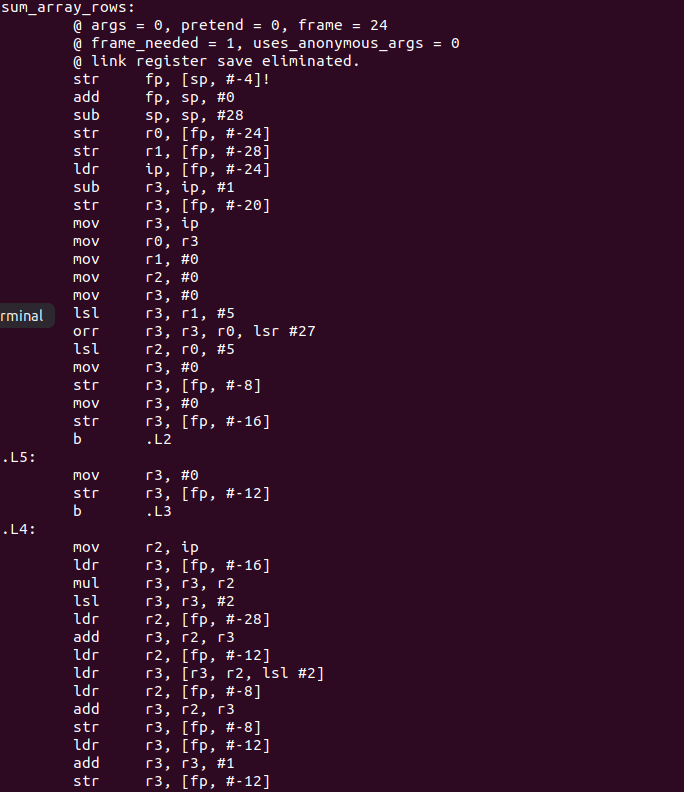 sum_array_rows:
@ args = 0, pretend = 0, frame = 24
@ frame_needed = 1, uses_anonymous_args = 0
@ link register save eliminated.
str fp, [sp, #-4]!
add fp, sp, #0
sub sp, sp, #28
str r0, [fp, #-24]
str r1, [fp, #-28]
ldr ip, [fp, #-24]
sub r3, ip, #1
str r3, [fp, #-20]
mov r3, ip
mov r0, r3
mov r1, #0
mov r2, #0
mov r3, #0
rminal lsl r3, r1, #5
orr r3, r3, r0, lsr #27
lsl r2, r0, #5
mov r3, #0
str r3, [fp, #-8]
mov r3, #0
str r3, [fp, #-16]
b .L2
.L5:
mov r3, #0
str r3, [fp, #-12]
b .L3
.L4:
mov r2, ip
ldr r3, [fp, #-16]
mul r3, r3, r2
lsl r3, r3, #2
ldr r2, [fp, #-28]
add r3, r2, r3
ldr r2, [fp, #-12]
ldr r3, [r3, r2, lsl #2]
ldr r2, [fp, #-8]
add r3, r2, r3
str r3, [fp, #-8]
ldr r3, [fp, #-12]
add r3, r3, #1
str r3, [fp, #-12]